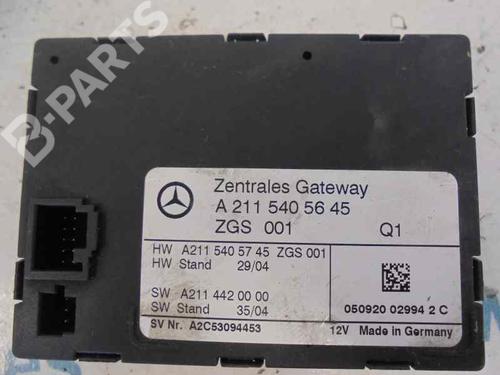 B-PARTS
Zentrales Gateway
A 211 540 56 45
ZGS 001 Q1
HW A211 540 57 45 ZGS 001
HW Stand 29/04
SW A211 442 00 00
SW Stand 35/04
050920 02994 2 C
SV Nr. A2C53094453 12V Made in Germany